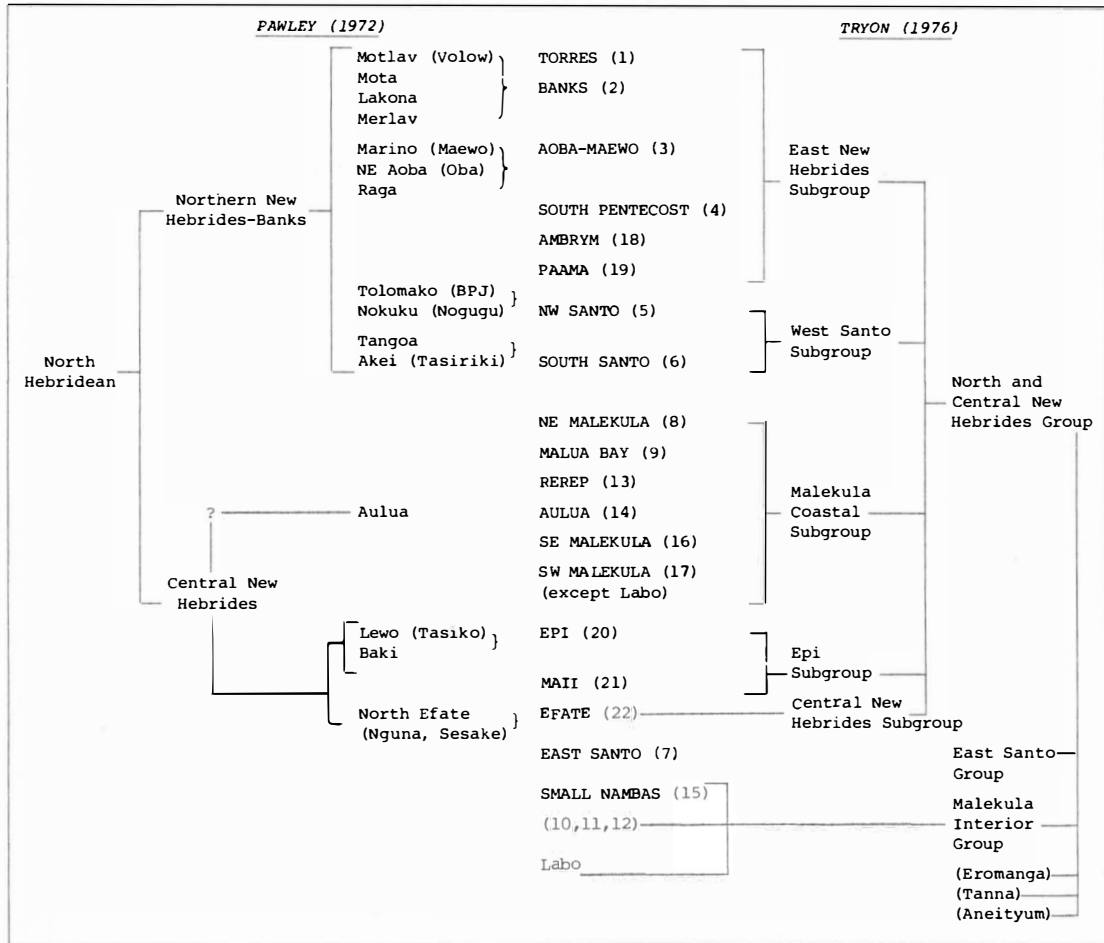 PAWLEY (1972)
TRYON (1976)
Motlav (Volow)
Mota
Lakona
Merlav
TORRES (1)
BANKS (2)
Marino (Maewo)
NE Aoba (Oba)
Raga
AOBA-MAEWO (3)
East New
Hebrides
Subgroup
Northern New
Hebrides-Banks
SOUTH PENTECOST (4)
AMBRYM (18)
PAAMA (19)
Tolomako (BPJ)
Nokuku (Nogugu)
NW SANTO (5)
Tangoa
Akei (Tasiriki)
SOUTH SANTO (6)
West Santo
Subgroup
North
Hebridean
North and
Central New
Hebrides Group
NE MALEKULA (8)
MALUA BAY (9)
REREP (13)
? Aulua
AULUA (14)
SE MALEKULA (16)
SW MALEKULA (17)
(except Labo)
Malekula
Coastal
Subgroup
Central New
Hebrides
Lewo (Tasiko)
Baki
EPI (20)
MAII (21)
Epi
Subgroup
North Efate
(Nguna, Sesake)
EFATE (22)
Central New
Hebrides Subgroup
EAST SANTO (7)
East Santo
Group
SMALL NAMBAS (15)
(10,11,12)
Labo
Malekula
Interior
Group
(Eromanga)
(Tanna)
(Aneityum)